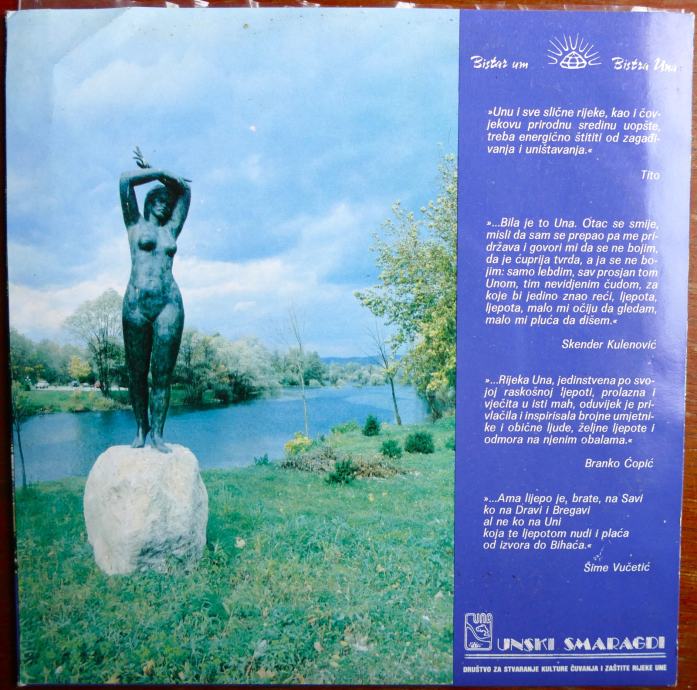 Bistar um
Bistra Una
»Unu i sve slične rijeke, kao i čov-
jekovu prirodnu sredinu uopšte,
treba energično štititi od zagađi-
vanja i uništavanja.«
Tito
»...Bila je to Una. Otac se smije,
misli da sam se prepao pa me pri-
država i govori mi da se ne bojim,
da je ćuprija tvrda, a ja se ne bo-
jim: samo lebdim, sav prosjan tom
Unom, tim nevidjenim čudom, za
koje bi jedino znao reći, ljepota,
ljepota, malo mi očiju da gledam,
malo mi pluća da dišem.«
Skender Kulenović
»...Rijeka Una, jedinstvena po svo-
joj raskošnoj ljepoti, prolazna i
vječita u isti mah, oduvijek je pri-
vlačila i inspirisala brojne umjetni-
ke i obične ljude, željne ljepote i
odmora na njenim obalama.«
Branko Ćopić
»...Ama lijepo je, brate, na Savi
ko na Dravi i Bregavi
al ne ko na Uni
koja te ljepotom nudi i plaća
od izvora do Bihaća.«
Šime Vučetić
una
UNSKI SMARAGDI
DRUŠTVO ZA STVARANJE KULTURE ČUVANJA I ZAŠTITE RIJEKE UNE